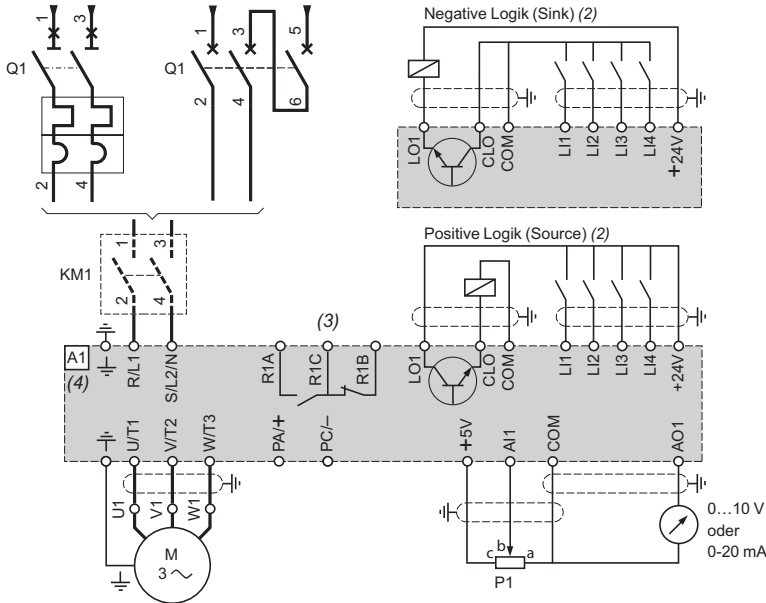 1 3
Q1
2 4
1 3 5
Q1
2 4 6
1 3
KM1
2 4
Negative Logik (Sink) (2)
LO1 CLO COM LI1 LI2 LI3 LI4 +24V
Positive Logik (Source) (2)
(3)
A1
(4)
R/L1 S/L2/N R1A R1C R1B LO1 CLO COM LI1 LI2 LI3 LI4 +24V
U/T1 V/T2 W/T3 PA/+ PC/– +5V AI1 COM AO1
U1 V1 W1
M
3
c b a
P1
0…10 V
oder
0-20 mA